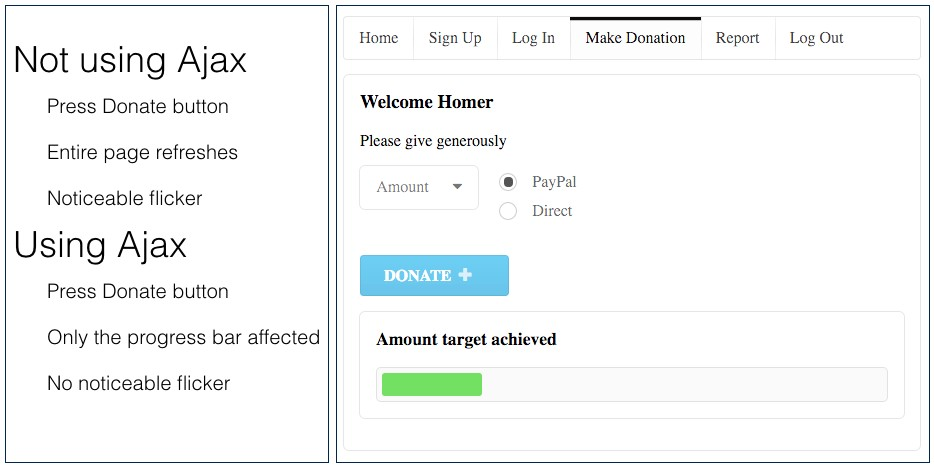 Not using Ajax
Press Donate button
Entire page refreshes
Noticeable flicker
Using Ajax
Press Donate button
Only the progress bar affected
No noticeable flicker
Home Sign Up Log In Make Donation Report Log Out
Welcome Homer
Please give generously
Amount
PayPal
Direct
DONATE
Amount target achieved